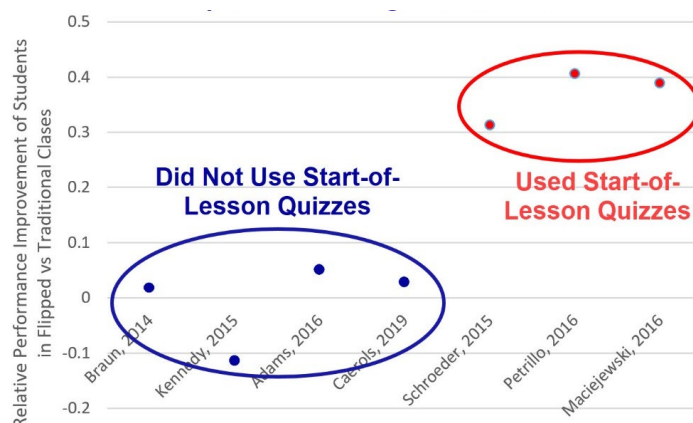 Relative Performance Improvement of Students
in Flipped vs Traditional Clases
0.5
0.4
0.3
0.2
0.1
0
-0.1
-0.2
Did Not Use Start-of-
Lesson Quizzes
Used Start-of-
Lesson Quizzes
Braun, 2014
Kennedy, 2015
Adams, 2016
Caerols, 2019
Schroeder, 2015
Petrillo, 2016
Maciejewski, 2016